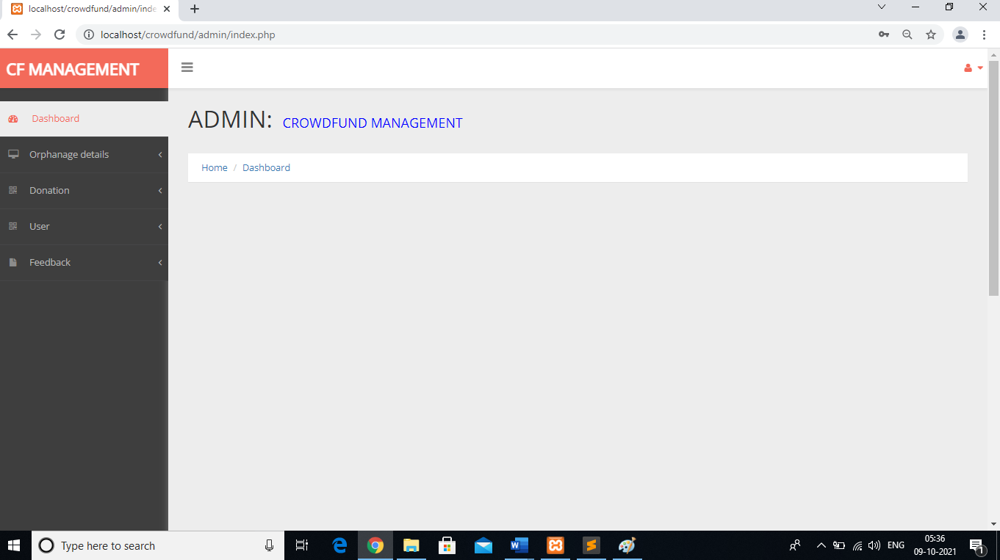 localhost/crowdfund/admin/inde
localhost/crowdfund/admin/index.php
CF MANAGEMENT
Dashboard
Orphanage details
Donation
User
Feedback
ADMIN: CROWDFUND MANAGEMENT
Home / Dashboard
Type here to search
ENG
05:36
09-10-2021
1